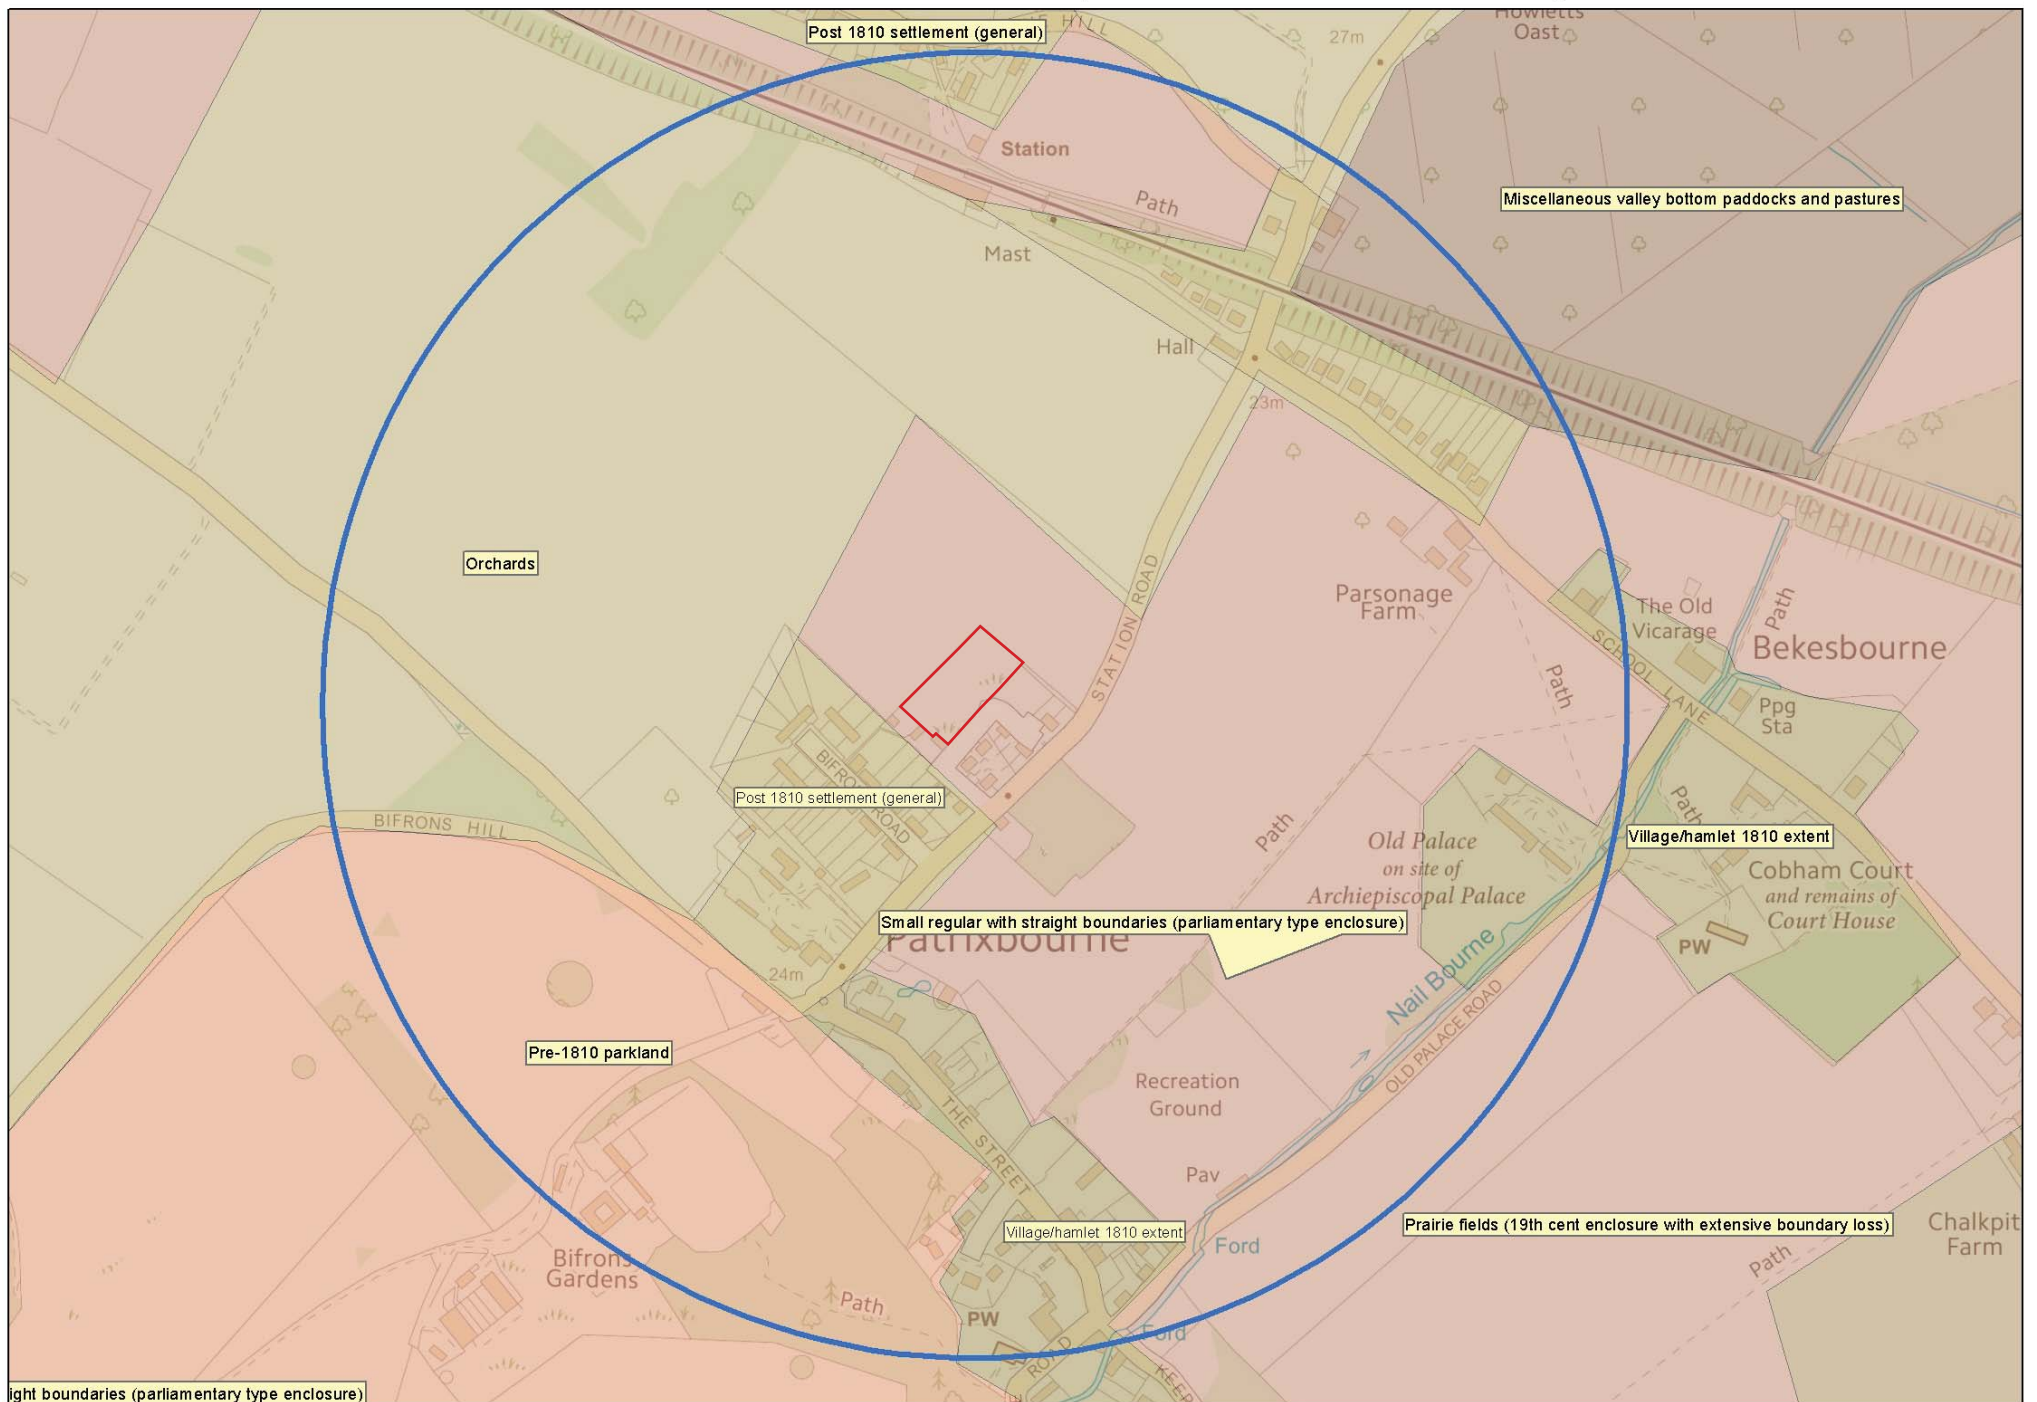 Post 1810 settlement (general)
HILL
27m
Howletts
Oast
Station
Path
Miscellaneous valley bottom paddocks and pastures
Mast
Hall
23m
Orchards
STATION ROAD
Parsonage
Farm
The Old
Vicarage
Path
Bekesbourne
SCHOOL LANE
Path
Ppg
Sta
BIFRONS ROAD
Post 1810 settlement (general)
BIFRONS HILL
Path
Path
Old Palace
on site of
Archiepiscopal Palace
Village/hamlet 1810 extent
Cobham Court
and remains of
Court House
Small regular with straight boundaries (parliamentary type enclosure)
Patrixbourne
PW
24m
Nail Bourne
OLD PALACE ROAD
Pre-1810 parkland
Recreation
Ground
THE STREET
Pav
Village/hamlet 1810 extent
Ford
Prairie fields (19th cent enclosure with extensive boundary loss)
Chalkpit
Farm
Path
Bifrons
Gardens
Path
PW
Ford
ROAD
ight boundaries (parliamentary type enclosure)